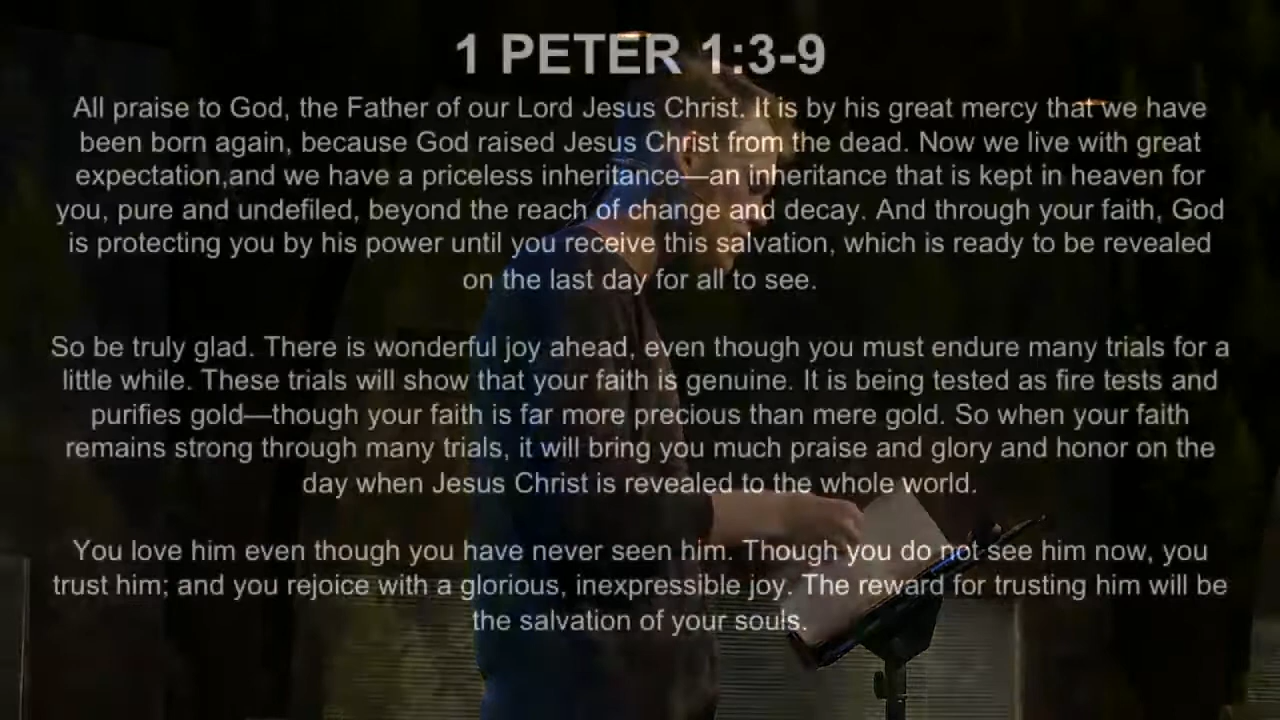 1 PETER 1:3-9
All praise to God, the Father of our Lord Jesus Christ. It is by his great mercy that we have
been born again, because God raised Jesus Christ from the dead. Now we live with great
expectation,and we have a priceless inheritance—an inheritance that is kept in heaven for
you, pure and undefiled, beyond the reach of change and decay. And through your faith, God
is protecting you by his power until you receive this salvation, which is ready to be revealed
on the last day for all to see.
So be truly glad. There is wonderful joy ahead, even though you must endure many trials for a
little while. These trials will show that your faith is genuine. It is being tested as fire tests and
purifies gold—though your faith is far more precious than mere gold. So when your faith
remains strong through many trials, it will bring you much praise and glory and honor on the
day when Jesus Christ is revealed to the whole world.
You love him even though you have never seen him. Though you do not see him now, you
trust him; and you rejoice with a glorious, inexpressible joy. The reward for trusting him will be
the salvation of your souls.